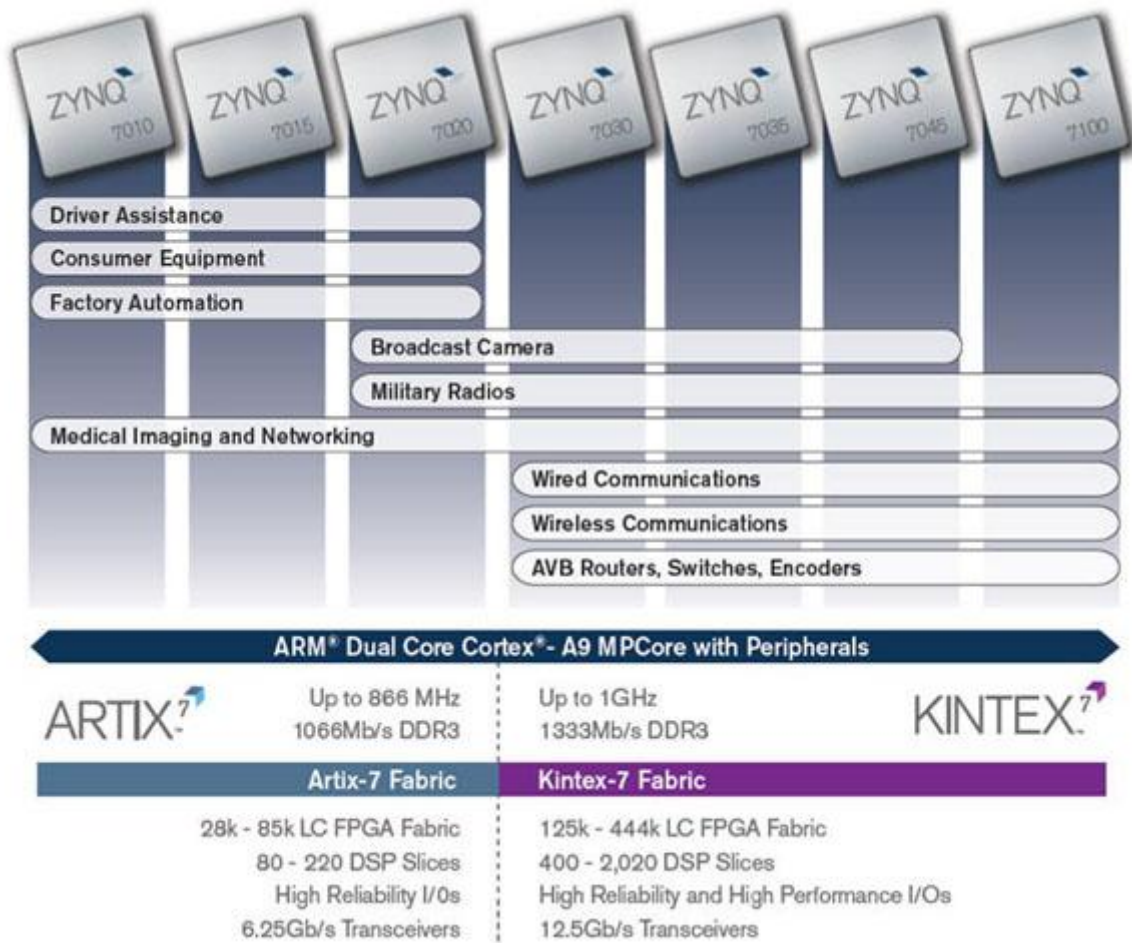 ZYNQ 7010
ZYNQ 7015
ZYNQ 7020
ZYNQ 7030
ZYNQ 7035
ZYNQ 7045
ZYNQ 7100
Driver Assistance
Consumer Equipment
Factory Automation
Broadcast Camera
Military Radios
Medical Imaging and Networking
Wired Communications
Wireless Communications
AVB Routers, Switches, Encoders
ARM® Dual Core Cortex®- A9 MPCore with Peripherals
ARTIX.7
Up to 866 MHz
1066Mb/s DDR3
Up to 1GHz
1333Mb/s DDR3
KINTEX.7
Artix-7 Fabric
Kintex-7 Fabric
28k - 85k LC FPGA Fabric
80 - 220 DSP Slices
High Reliability I/0s
6.25Gb/s Transceivers
125k - 444k LC FPGA Fabric
400 - 2,020 DSP Slices
High Reliability and High Performance I/Os
12.5Gb/s Transceivers